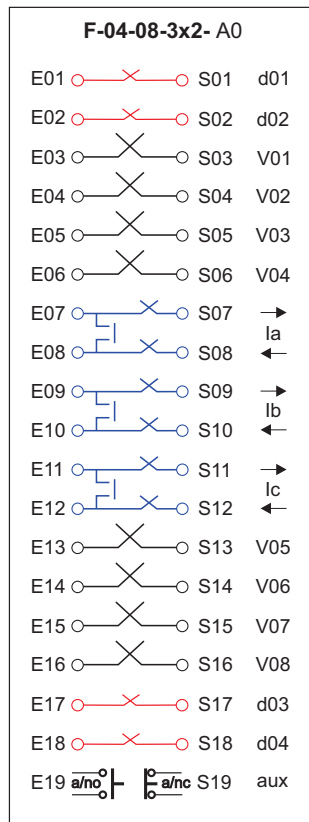 F-04-08-3x2- A0
E01 S01 d01
E02 S02 d02
E03 S03 V01
E04 S04 V02
E05 S05 V03
E06 S06 V04
E07 S07
Ia
E08 S08
E09 S09
Ib
E10 S10
E11 S11
Ic
E12 S12
E13 S13 V05
E14 S14 V06
E15 S15 V07
E16 S16 V08
E17 S17 d03
E18 S18 d04
E19 a/no a/nc S19 aux